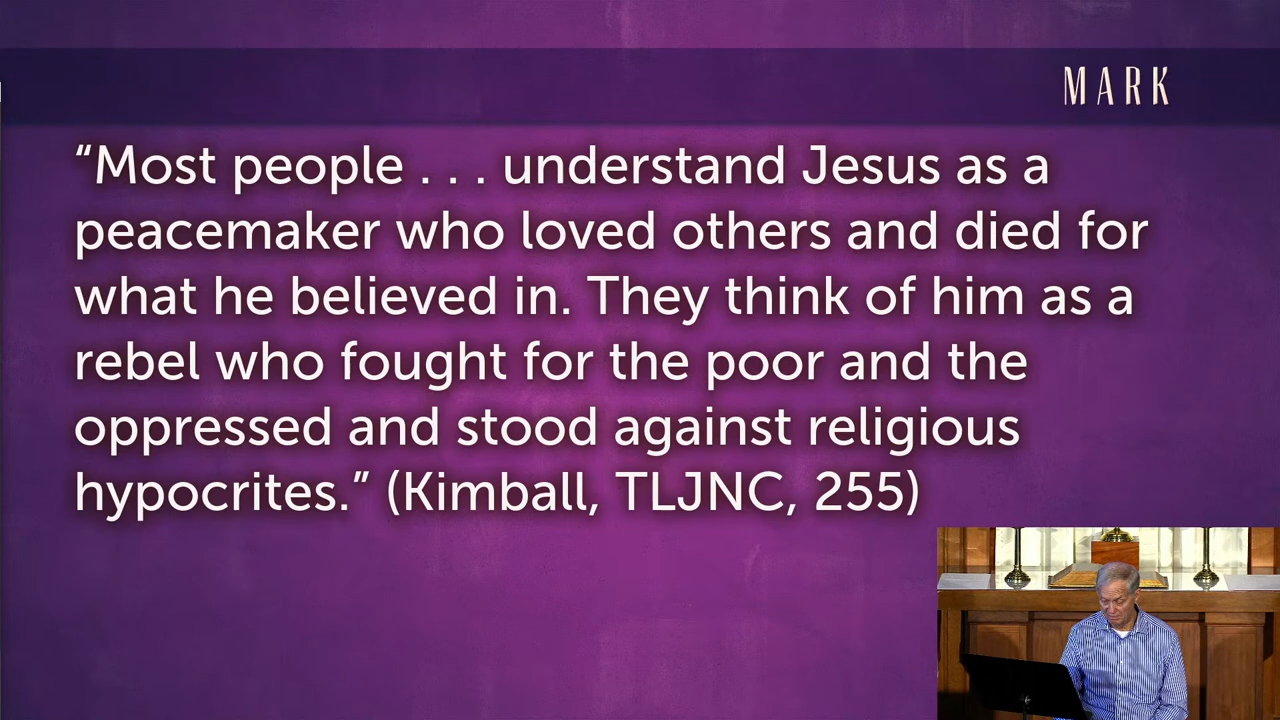 MARK
“Most people . . . understand Jesus as a
peacemaker who loved others and died for
what he believed in. They think of him as a
rebel who fought for the poor and the
oppressed and stood against religious
hypocrites.” (Kimball, TLJNC, 255)